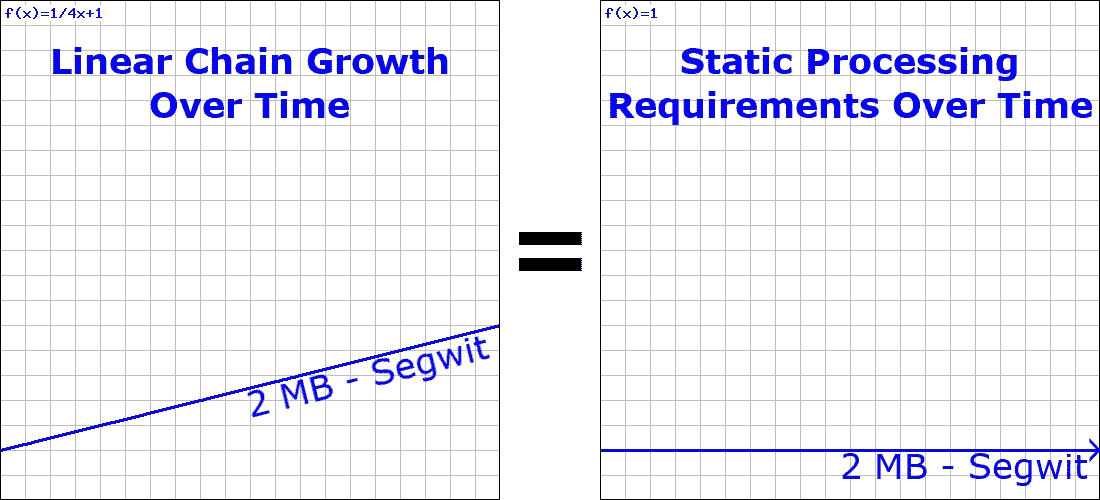 f(x)=1/4x+1
Linear Chain Growth
Over Time
2 MB - Segwit
=
f(x)=1
Static Processing
Requirements Over Time
2 MB - Segwit